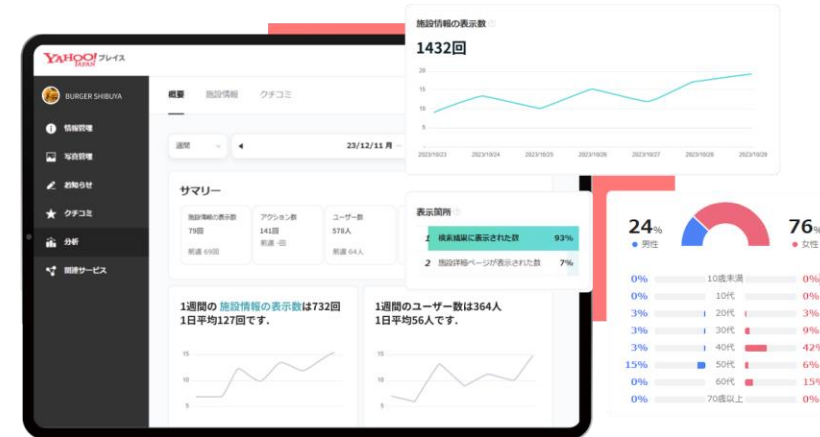 YAHOO! JAPAN プレイス
BURGER SHIBUYA
情報管理
写真管理
お知らせ
クチコミ
分析
関連サービス
概要 施設情報 クチコミ
週間 23/12/11 月 –
サマリー
施設情報の表示数
79回
前週 69回
アクション数
141回
前週 -回
ユーザー数
578人
前週 64人
1週間の 施設情報の表示数は732回
1日平均127回です.
15
10
5
1週間のユーザー数は364人
1日平均56人です.
15
10
5
施設情報の表示数
1432回
20
15
10
5
2023/10/23 2023/10/24 2023/10/25 2023/10/26 2023/10/27 2023/10/28 2023/10/29
表示箇所
1 検索結果に表示された数 93%
2 施設詳細ページが表示された数 7%
24% 76%
男性 女性
0% 10歳未満 0%
0% 10代 0%
3% 20代 3%
3% 30代 9%
3% 40代 42%
15% 50代 6%
0% 60代 15%
0% 70歳以上 0%